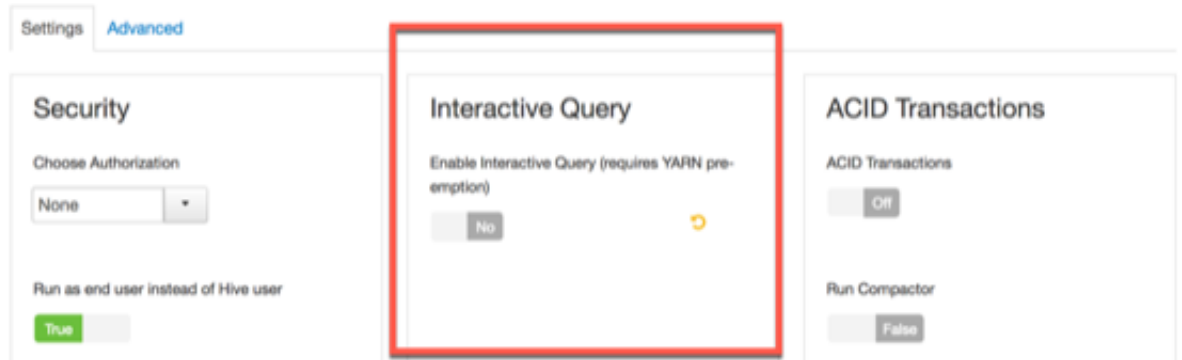 Settings
Advanced
Security
Choose Authorization
None
Run as end user instead of Hive user
True
Interactive Query
Enable Interactive Query (requires YARN pre-
emption)
No
ACID Transactions
ACID Transactions
Off
Run Compactor
False